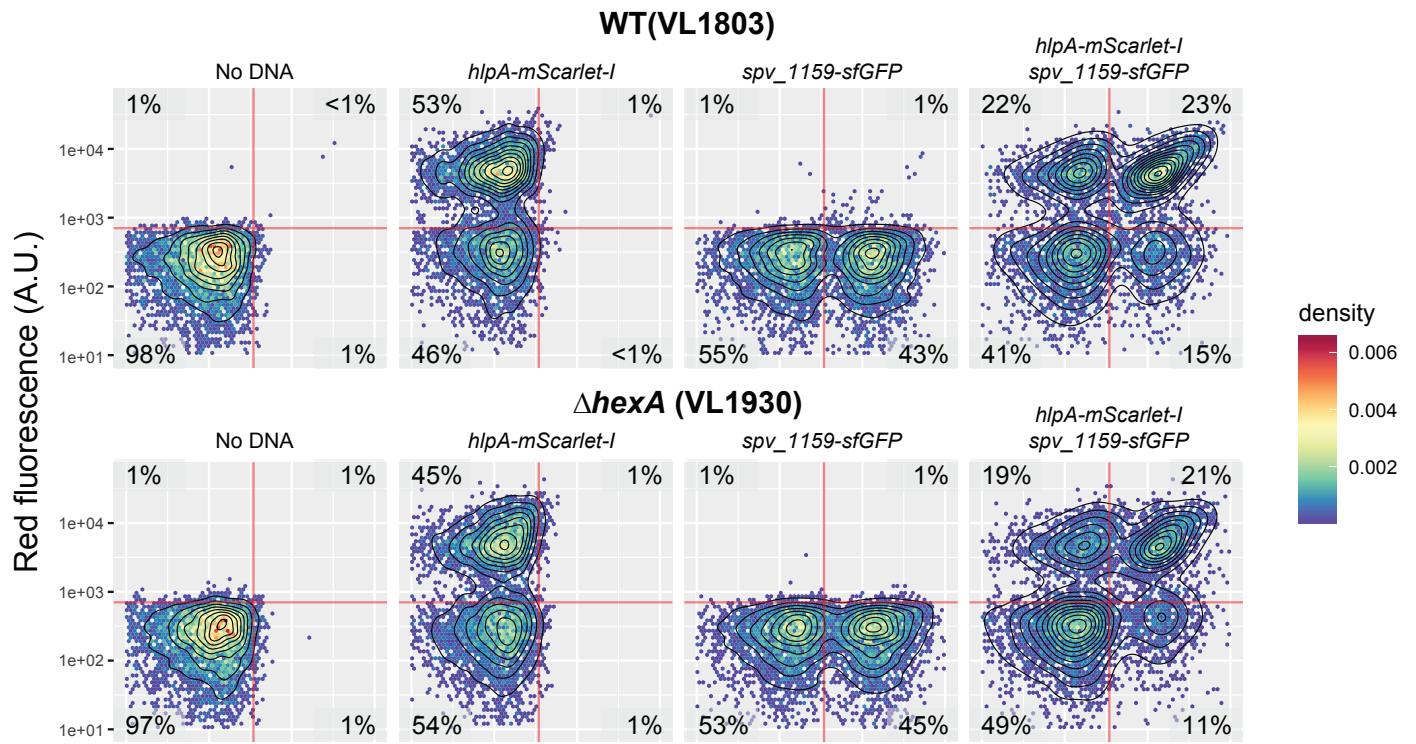 WT(VL1803)
No DNA
hlpA-mScarlet-I
spv_1159-sfGFP
hlpA-mScarlet-I
spv_1159-sfGFP
1% <1% 53% 1% 1% 1% 22% 23%
1e+04
1e+03
1e+02
1e+01
98% 1% 46% <1% 55% 43% 41% 15%
ΔhexA (VL1930)
No DNA
hlpA-mScarlet-I
spv_1159-sfGFP
hlpA-mScarlet-I
spv_1159-sfGFP
1% 1% 45% 1% 1% 1% 19% 21%
1e+04
1e+03
1e+02
1e+01
97% 1% 54% 1% 53% 45% 49% 11%
Red fluorescence (A.U.)
density
0.006
0.004
0.002